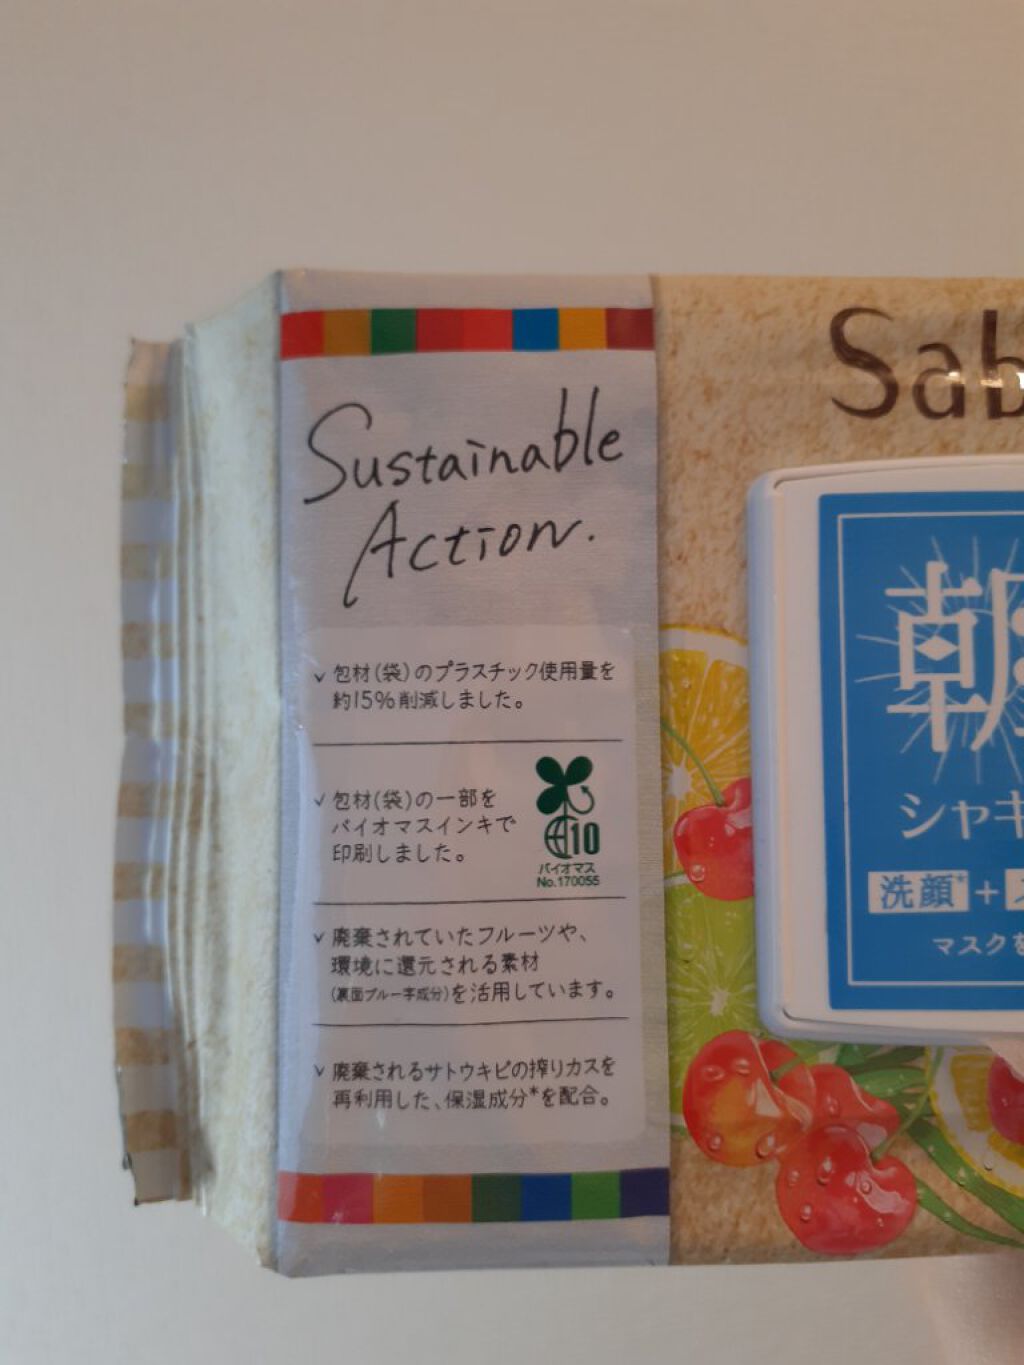 Sustainable
Action.
包材(袋)のプラスチック使用量を
約15%削減しました。
包材(袋)の一部を
バイオマスインキで
印刷しました。
10
バイオマス
No.170055
廃棄されていたフルーツや、
環境に還元される素材
(裏面ブルー字成分)を活用しています。
廃棄されるサトウキビの搾りカスを
再利用した、保湿成分*を配合。
Sab
朝
シャキ
洗顔*+
マスクを